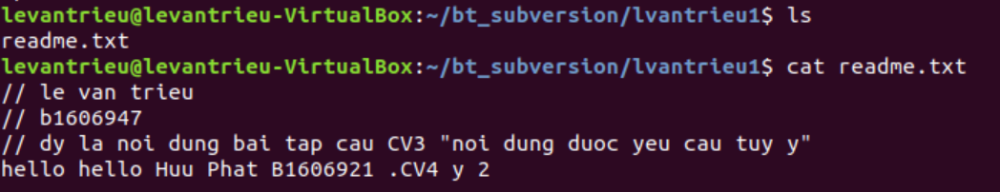 levantrieu@levantrieu-VirtualBox:~/bt_subversion/lvantrieu1$ ls
readme.txt
levantrieu@levantrieu-VirtualBox:~/bt_subversion/lvantrieu1$ cat readme.txt
// le van trieu
// b1606947
// dy la noi dung bai tap cau CV3 "noi dung duoc yeu cau tuy y"
hello hello Huu Phat B1606921 .CV4 y 2